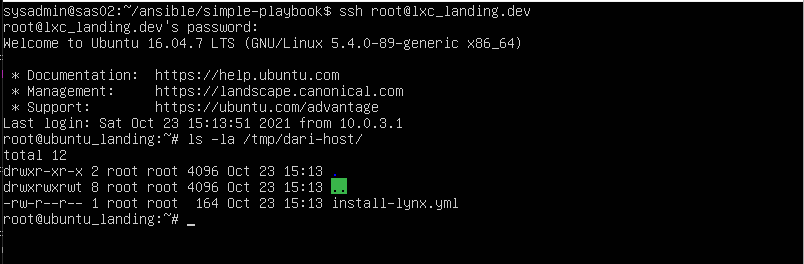 sysadmin@sas02:~/ansible/simple-playbook$ ssh root@lxc_landing.dev
root@lxc_landing.dev's password:
Welcome to Ubuntu 16.04.7 LTS (GNU/Linux 5.4.0-89-generic x86_64)
* Documentation:  https://help.ubuntu.com
* Management:     https://landscape.canonical.com
* Support:        https://ubuntu.com/advantage
Last login: Sat Oct 23 15:13:51 2021 from 10.0.3.1
root@ubuntu_landing:~# ls -la /tmp/dari-host/
total 12
drwxr-xr-x 2 root root 4096 Oct 23 15:13 .
drwxrwxrwt 8 root root 4096 Oct 23 15:13 ..
-rw-r--r-- 1 root root  164 Oct 23 15:13 install-lynx.yml
root@ubuntu_landing:~# _